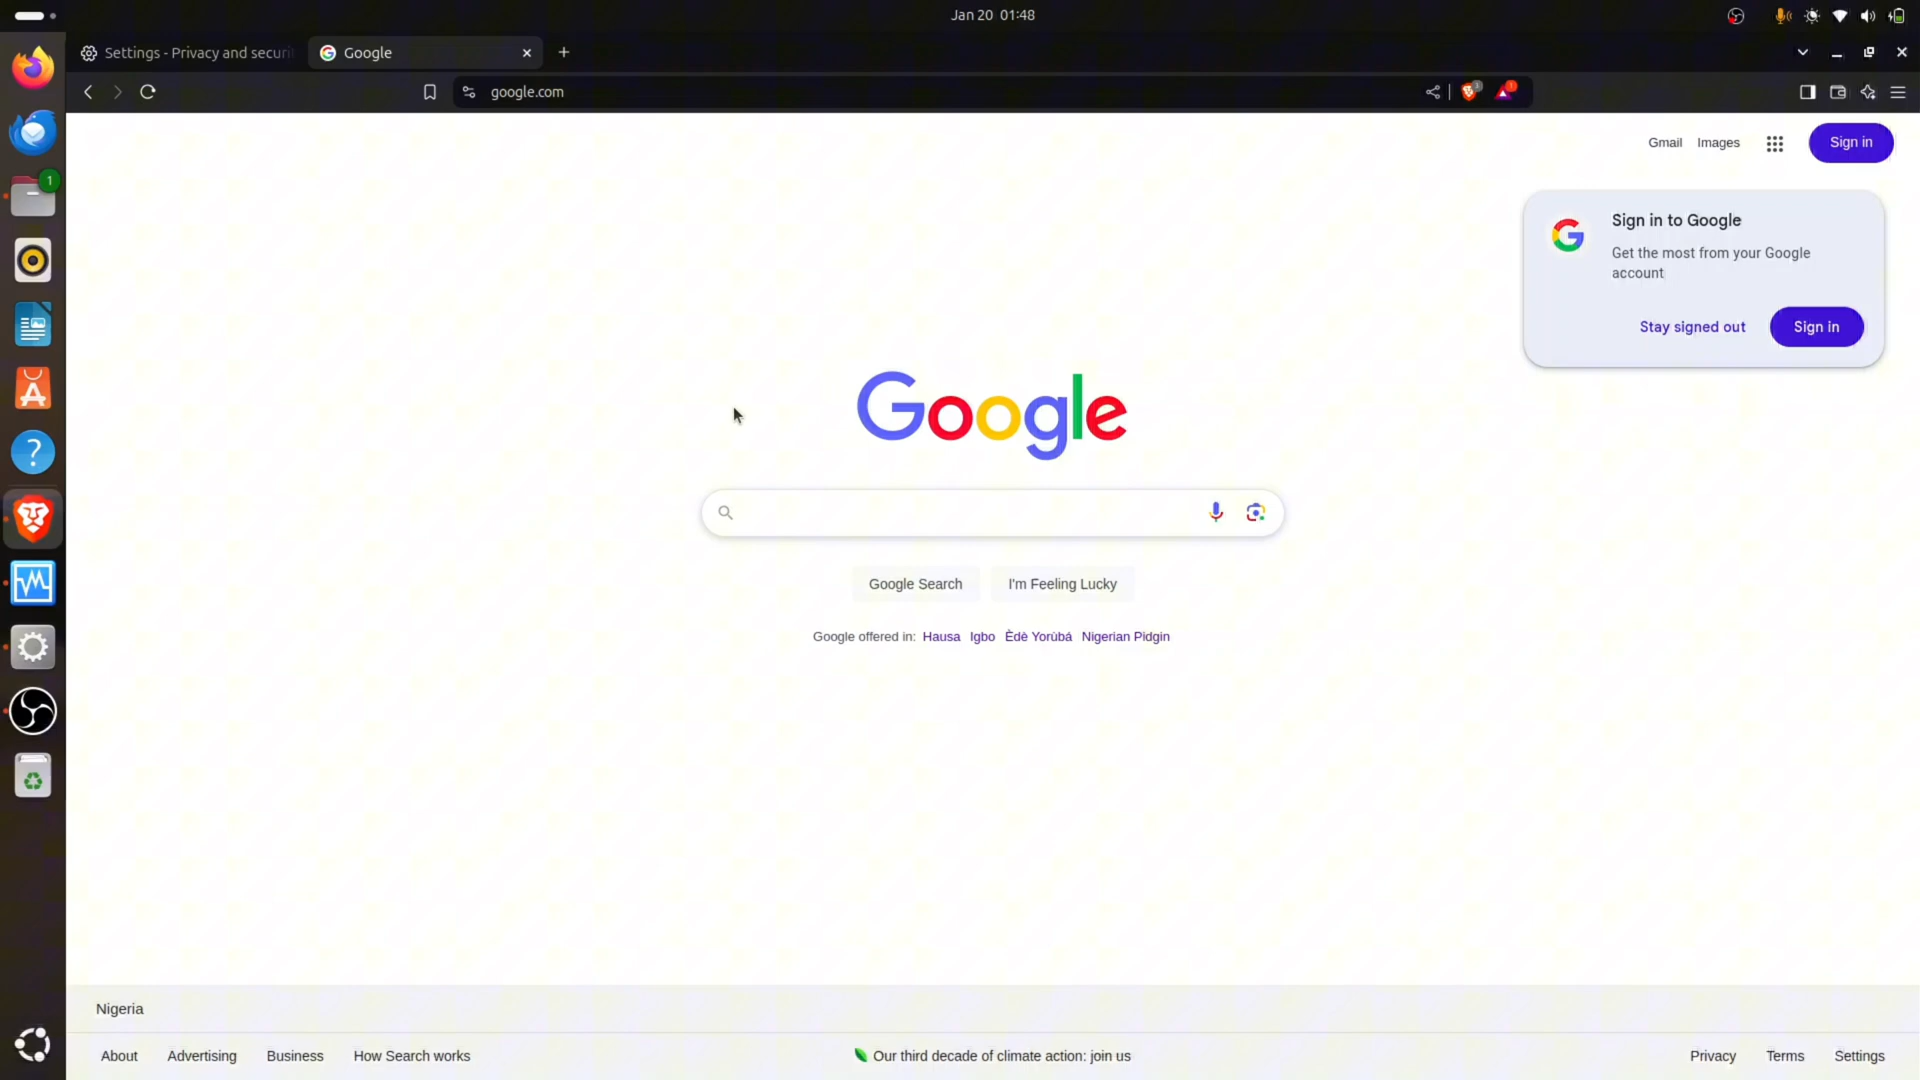 Jan 20 01:48
Settings - Privacy and securi
Google
google.com
Gmail
Images
Sign in
1
Sign in to Google
Get the most from your Google
account
Stay signed out
Sign in
Google
Google Search
I'm Feeling Lucky
Google offered in: Hausa Igbo Èdè Yorùbá Nigerian Pidgin
Nigeria
About
Advertising
Business
How Search works
Our third decade of climate action: join us
Privacy
Terms
Settings